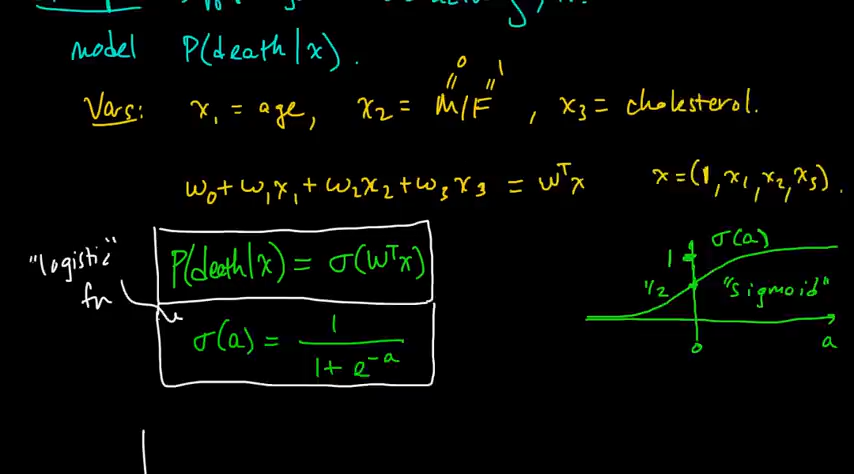 model P(death|x).
0 1
Vars: x₁ = age, x₂ = M/F, x₃ = cholesterol.
w₀ + w₁x₁ + w₂x₂ + w₃x₃ = wᵀx x = (1, x₁, x₂, x₃).
"logistic" fn
P(death|x) = σ(wᵀx)
σ(a) = 1 / (1 + e⁻ᵃ)
σ(a)
1
1/2 "sigmoid"
0 a